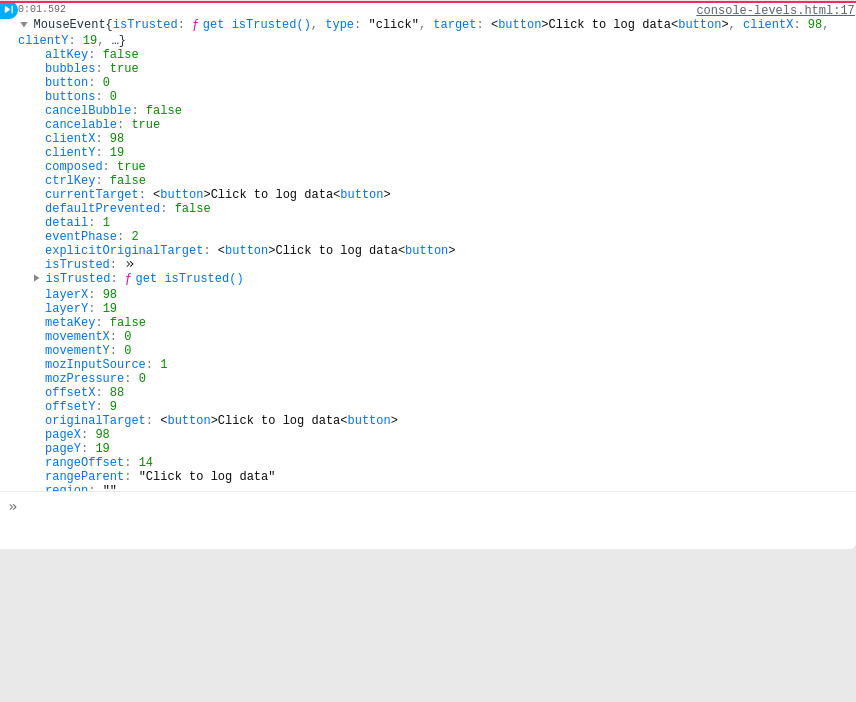 0:01.592 console-levels.html:17
MouseEvent{isTrusted: ƒ get isTrusted(), type: "click", target: <button>Click to log data<button>, clientX: 98,
clientY: 19, …}
altKey: false
bubbles: true
button: 0
buttons: 0
cancelBubble: false
cancelable: true
clientX: 98
clientY: 19
composed: true
ctrlKey: false
currentTarget: <button>Click to log data<button>
defaultPrevented: false
detail: 1
eventPhase: 2
explicitOriginalTarget: <button>Click to log data<button>
isTrusted: »
isTrusted: ƒ get isTrusted()
layerX: 98
layerY: 19
metaKey: false
movementX: 0
movementY: 0
mozInputSource: 1
mozPressure: 0
offsetX: 88
offsetY: 9
originalTarget: <button>Click to log data<button>
pageX: 98
pageY: 19
rangeOffset: 14
rangeParent: "Click to log data"
region: ""
»